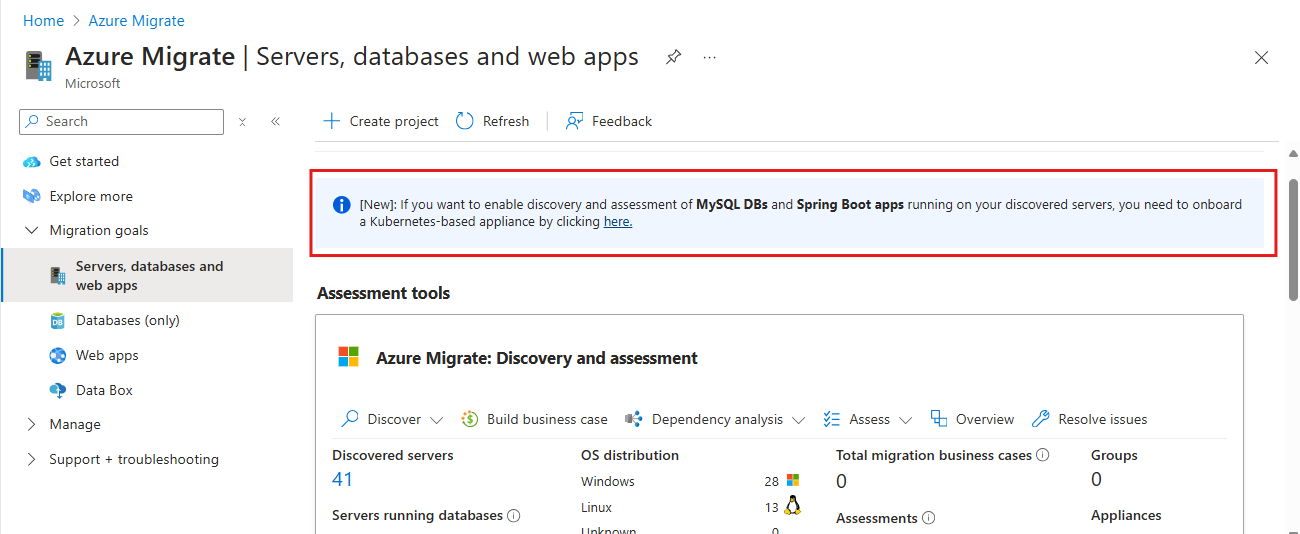 Home > Azure Migrate
Azure Migrate | Servers, databases and web apps
Microsoft
Search
Create project
Refresh
Feedback
Get started
Explore more
Migration goals
Servers, databases and
web apps
Databases (only)
Web apps
Data Box
Manage
Support + troubleshooting
[New]: If you want to enable discovery and assessment of MySQL DBs and Spring Boot apps running on your discovered servers, you need to onboard
a Kubernetes-based appliance by clicking here.
Assessment tools
Azure Migrate: Discovery and assessment
Discover
Build business case
Dependency analysis
Assess
Overview
Resolve issues
Discovered servers
41
Servers running databases
OS distribution
Windows 28
Linux 13
Unknown 0
Total migration business cases
0
Assessments
Groups
0
Appliances